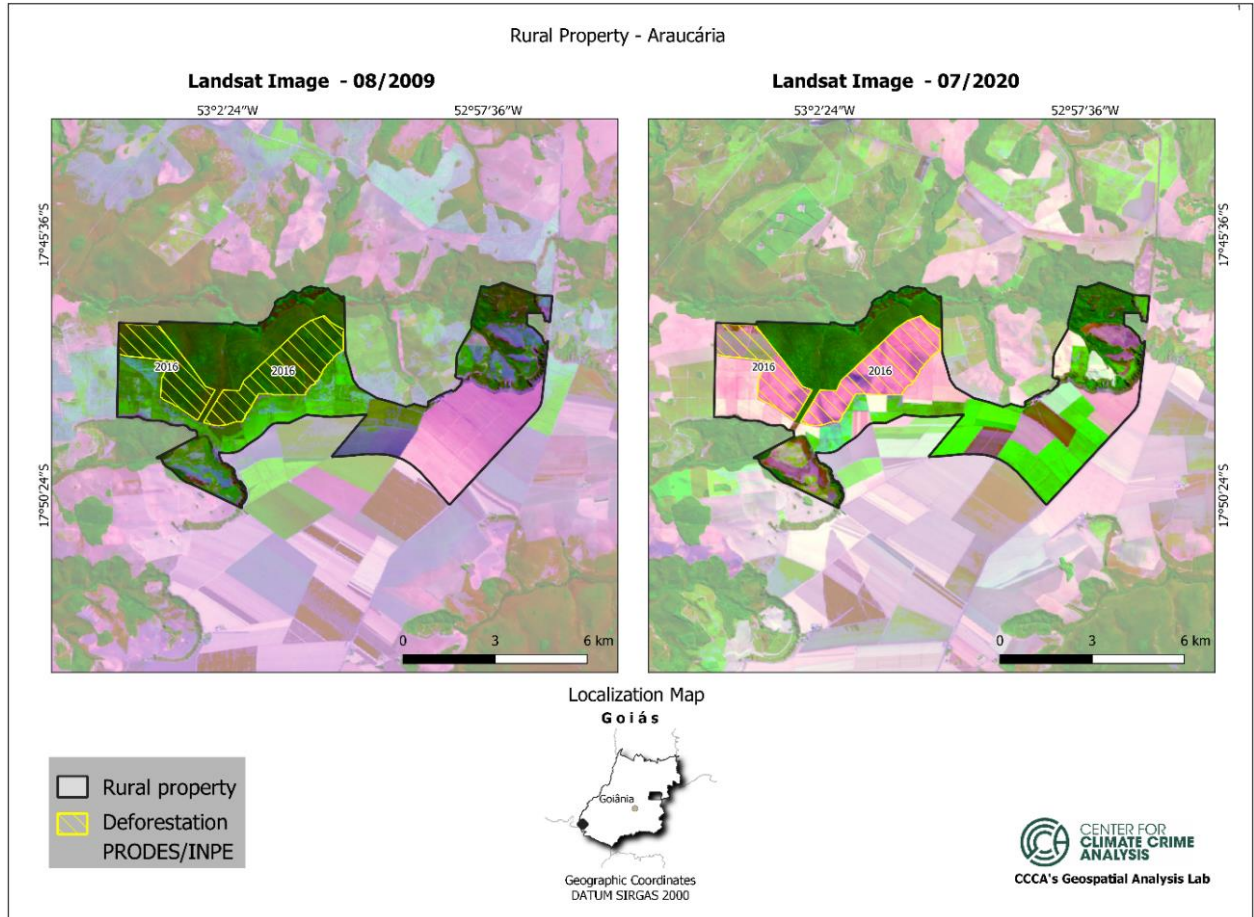 1
Rural Property - Araucária
Landsat Image - 08/2009
53°2'24"W
52°57'36"W
17°45'36"S
17°50'24"S
2016
2016
0 3 6 km
Landsat Image - 07/2020
53°2'24"W
52°57'36"W
17°45'36"S
17°50'24"S
2016
2016
0 3 6 km
Localization Map
Goiás
Goiânia
Geographic Coordinates
DATUM SIRGAS 2000
Rural property
Deforestation
PRODES/INPE
CENTER FOR
CLIMATE CRIME
ANALYSIS
CCCA's Geospatial Analysis Lab